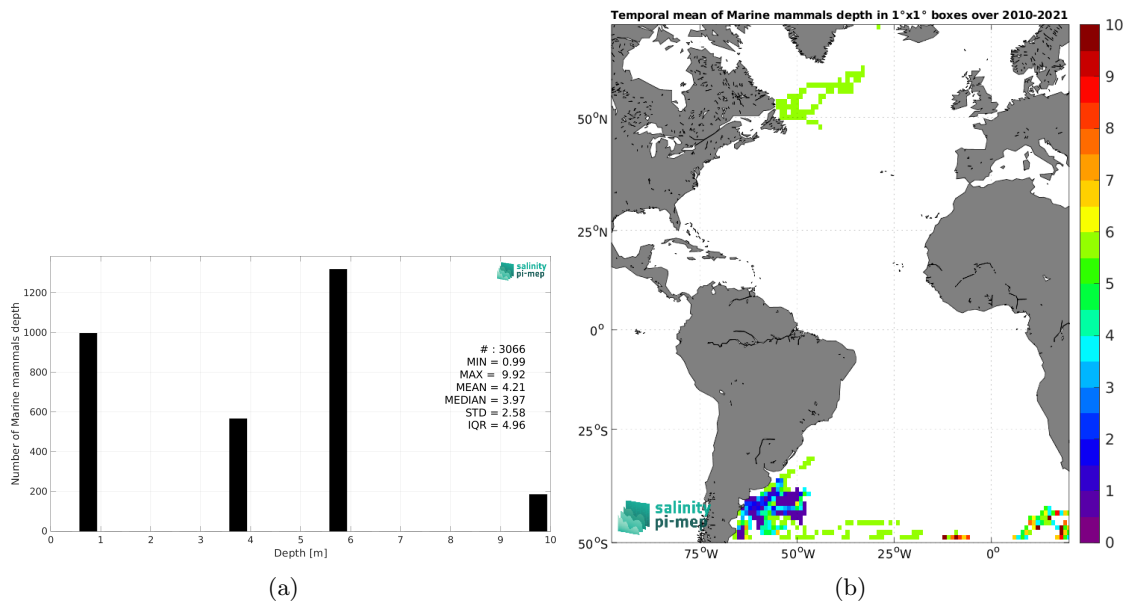 salinity
pi-mep
Number of Marine mammals depth
1200
1000
800
600
400
200
0
# : 3066
MIN = 0.99
MAX = 9.92
MEAN = 4.21
MEDIAN = 3.97
STD = 2.58
IQR = 4.96
0 1 2 3 4 5 6 7 8 9 10
Depth [m]
(a)
Temporal mean of Marine mammals depth in 1°x1° boxes over 2010-2021
50°N
25°N
0°
25°S
50°S
salinity
pi-mep
75°W 50°W 25°W 0°
10
9
8
7
6
5
4
3
2
1
0
(b)